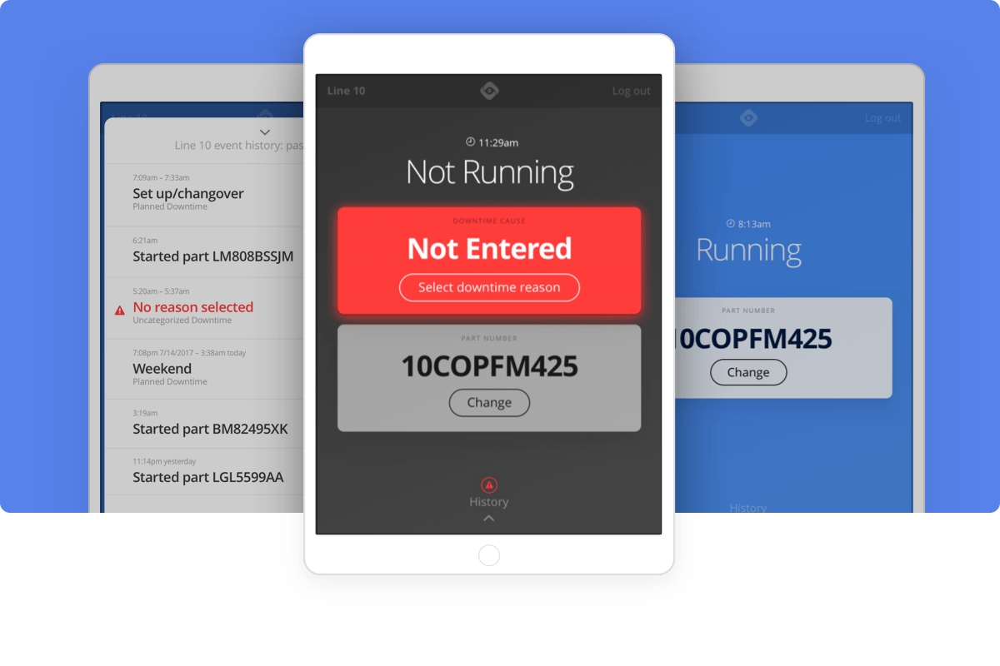 Line 10
Line 10 event history: pas
7:09am – 7:33am
Set up/changover
Planned Downtime
6:21am
Started part LM808BSSJM
5:20am – 5:37am
No reason selected
Uncategorized Downtime
7:08pm 7/14/2017 – 3:38am today
Weekend
Planned Downtime
3:19am
Started part BM82495XK
11:14pm yesterday
Started part LGL5599AA
Line 10
Log out
11:29am
Not Running
DOWNTIME CAUSE
Not Entered
Select downtime reason
PART NUMBER
10COPFM425
Change
History
Log out
8:13am
Running
PART NUMBER
10COPFM425
Change
History